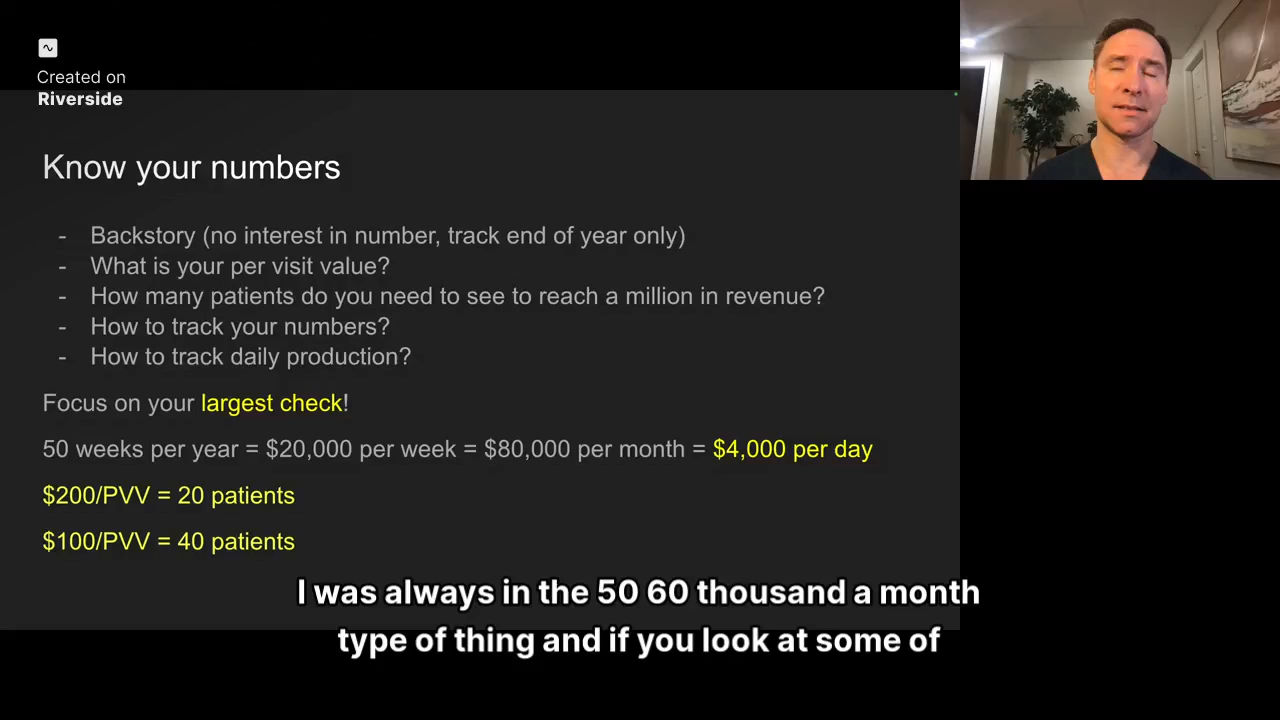 Created on
Riverside
Know your numbers
- Backstory (no interest in number, track end of year only)
- What is your per visit value?
- How many patients do you need to see to reach a million in revenue?
- How to track your numbers?
- How to track daily production?
Focus on your largest check!
50 weeks per year = $20,000 per week = $80,000 per month = $4,000 per day
$200/PVV = 20 patients
$100/PVV = 40 patients
I was always in the 50 60 thousand a month
type of thing and if you look at some of